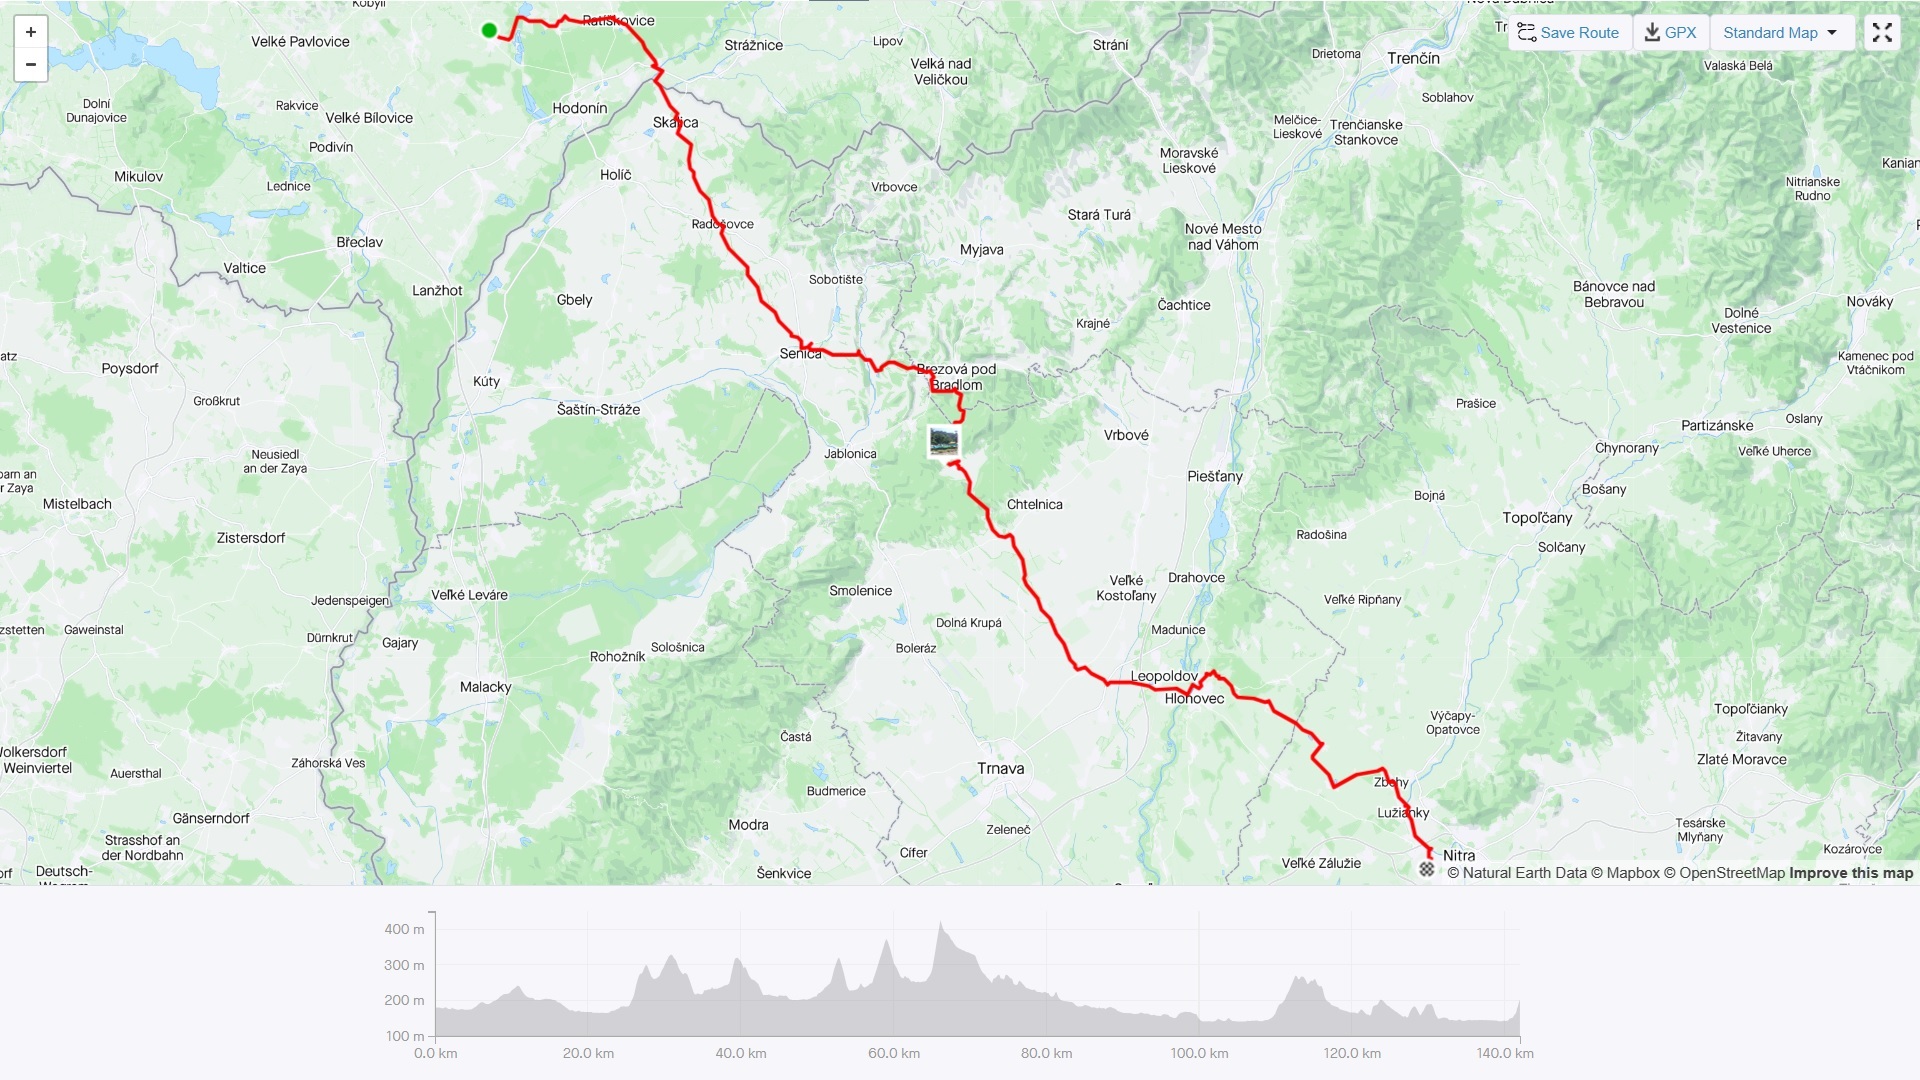 Kobylí
Nová Dubnica
+
−
Velké Pavlovice
Ratíškovice
Strážnice
Lipov
Velká nad
Veličkou
Strání
Save Route
GPX
Standard Map
Drietoma
Trenčín
Valaská Belá
Soblahov
Dolní
Dunajovice
Rakvice
Velké Bílovice
Hodonín
Skalica
Melčice-
Lieskové
Trenčianske
Stankovce
Podivín
Moravské
Lieskové
Mikulov
Lednice
Holíč
Vrbovce
Nitrianske
Rudno
Stará Turá
Radošovce
Nové Mesto
nad Váhom
Břeclav
Myjava
Valtice
Lanžhot
Gbely
Sobotište
Čachtice
Bánovce nad
Bebravou
Nováky
Dolné
Vestenice
Krajné
Senica
Kamenec pod
Vtáčnikom
Poysdorf
Brezová pod
Bradlom
Kúty
Großkrut
Šaštín-Stráže
Prašice
Partizánske
Oslany
Vrbové
Chynorany
Veľké Uherce
Jablonica
Neusiedl
an der Zaya
Piešťany
Mistelbach
Chtelnica
Bojná
Bošany
Topoľčany
Zistersdorf
Radošina
Solčany
Smolenice
Veľké
Kostoľany
Drahovce
Jedenspeigen
Veľké Leváre
Veľké Ripňany
Dolná Krupá
Gaweinstal
Dürnkrut
Gajary
Madunice
Sološnica
Boleráz
Rohožník
Leopoldov
Malacky
Hlohovec
Topoľčianky
Výčapy-
Opatovce
Častá
Žitavany
Zlaté Moravce
Wolkersdorf
Weinviertel
Záhorská Ves
Auersthal
Trnava
Zbehy
Budmerice
Lužianky
Gänserndorf
Modra
Zeleneč
Tesárske
Mlyňany
Strasshof an
der Nordbahn
Cífer
Kozárovce
Nitra
Veľké Zálužie
Deutsch-
Wagram
Šenkvice
© Natural Earth Data © Mapbox © OpenStreetMap Improve this map
400 m
300 m
200 m
100 m
0.0 km 20.0 km 40.0 km 60.0 km 80.0 km 100.0 km 120.0 km 140.0 km